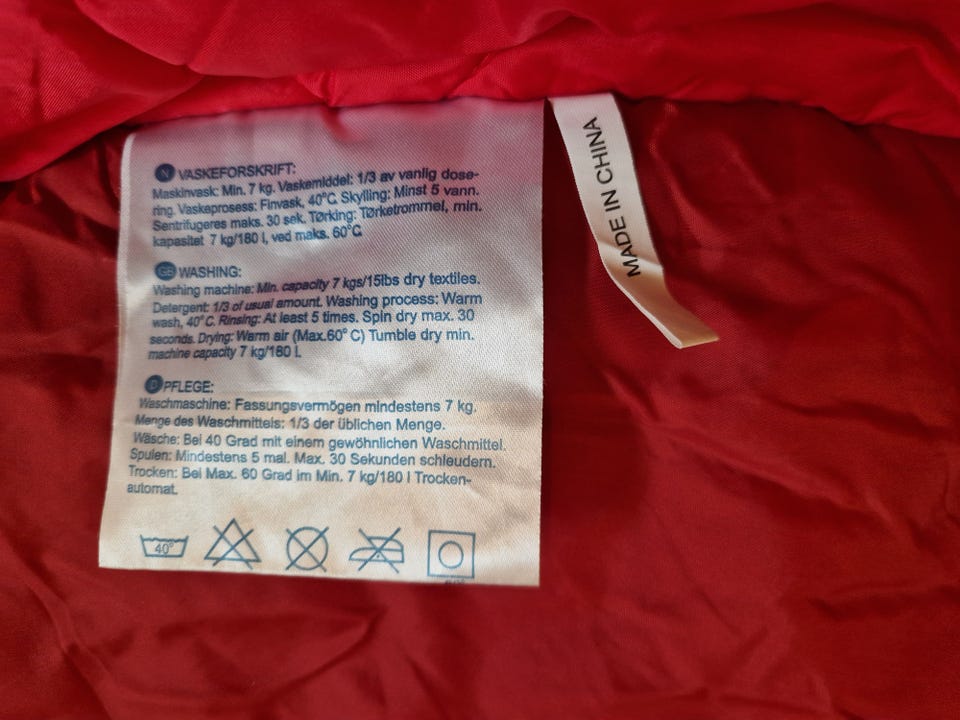 N VASKEFORSKRIFT:
Maskinvask: Min. 7 kg. Vaskemiddel: 1/3 av vanlig dose-
ring. Vaskeprosess: Finvask, 40°C. Skylling: Minst 5 vann.
Sentrifugeres maks. 30 sek. Tørking: Tørketrommel, min.
kapasitet 7 kg/180 l, ved maks. 60°C
GB WASHING:
Washing machine: Min. capacity 7 kgs/15lbs dry textiles.
Detergent: 1/3 of usual amount. Washing process: Warm
wash, 40°C. Rinsing: At least 5 times. Spin dry max. 30
seconds. Drying: Warm air (Max.60° C) Tumble dry min.
machine capacity 7 kg/180 l.
D PFLEGE:
Waschmaschine: Fassungsvermögen mindestens 7 kg.
Menge des Waschmittels: 1/3 der üblichen Menge.
Wäsche: Bei 40 Grad mit einem gewöhnlichen Waschmittel.
Spulen: Mindestens 5 mal. Max. 30 Sekunden schleudern.
Trocken: Bei Max. 60 Grad im Min. 7 kg/180 l Trocken-
automat.
40°
MADE IN CHINA